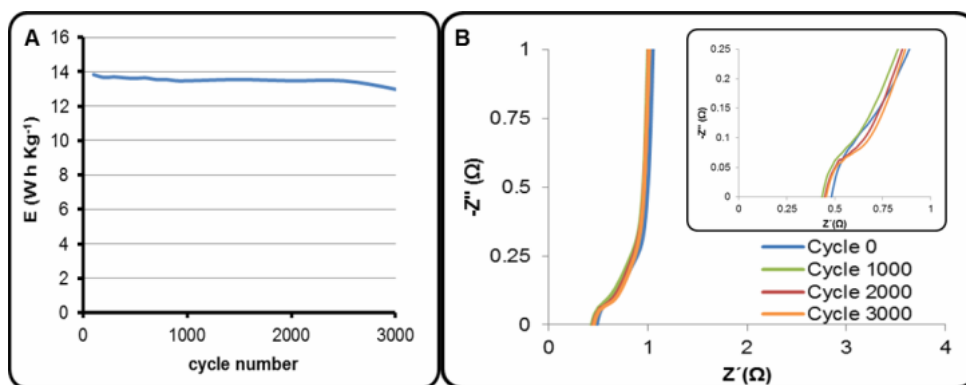 A
16
14
12
10
8
6
4
2
0
E (W h Kg⁻¹)
0 1000 2000 3000
cycle number
B
1
0.75
0.5
0.25
0
-Z'' (Ω)
0 1 2 3 4
Z´(Ω)
0.25
0.2
0.15
0.1
0.05
0
-Z'' (Ω)
0 0.25 0.5 0.75 1
Z´(Ω)
Cycle 0
Cycle 1000
Cycle 2000
Cycle 3000